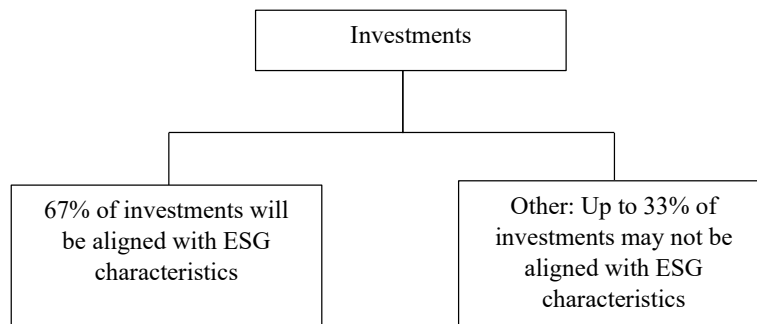 Investments
67% of investments will
be aligned with ESG
characteristics
Other: Up to 33% of
investments may not be
aligned with ESG
characteristics